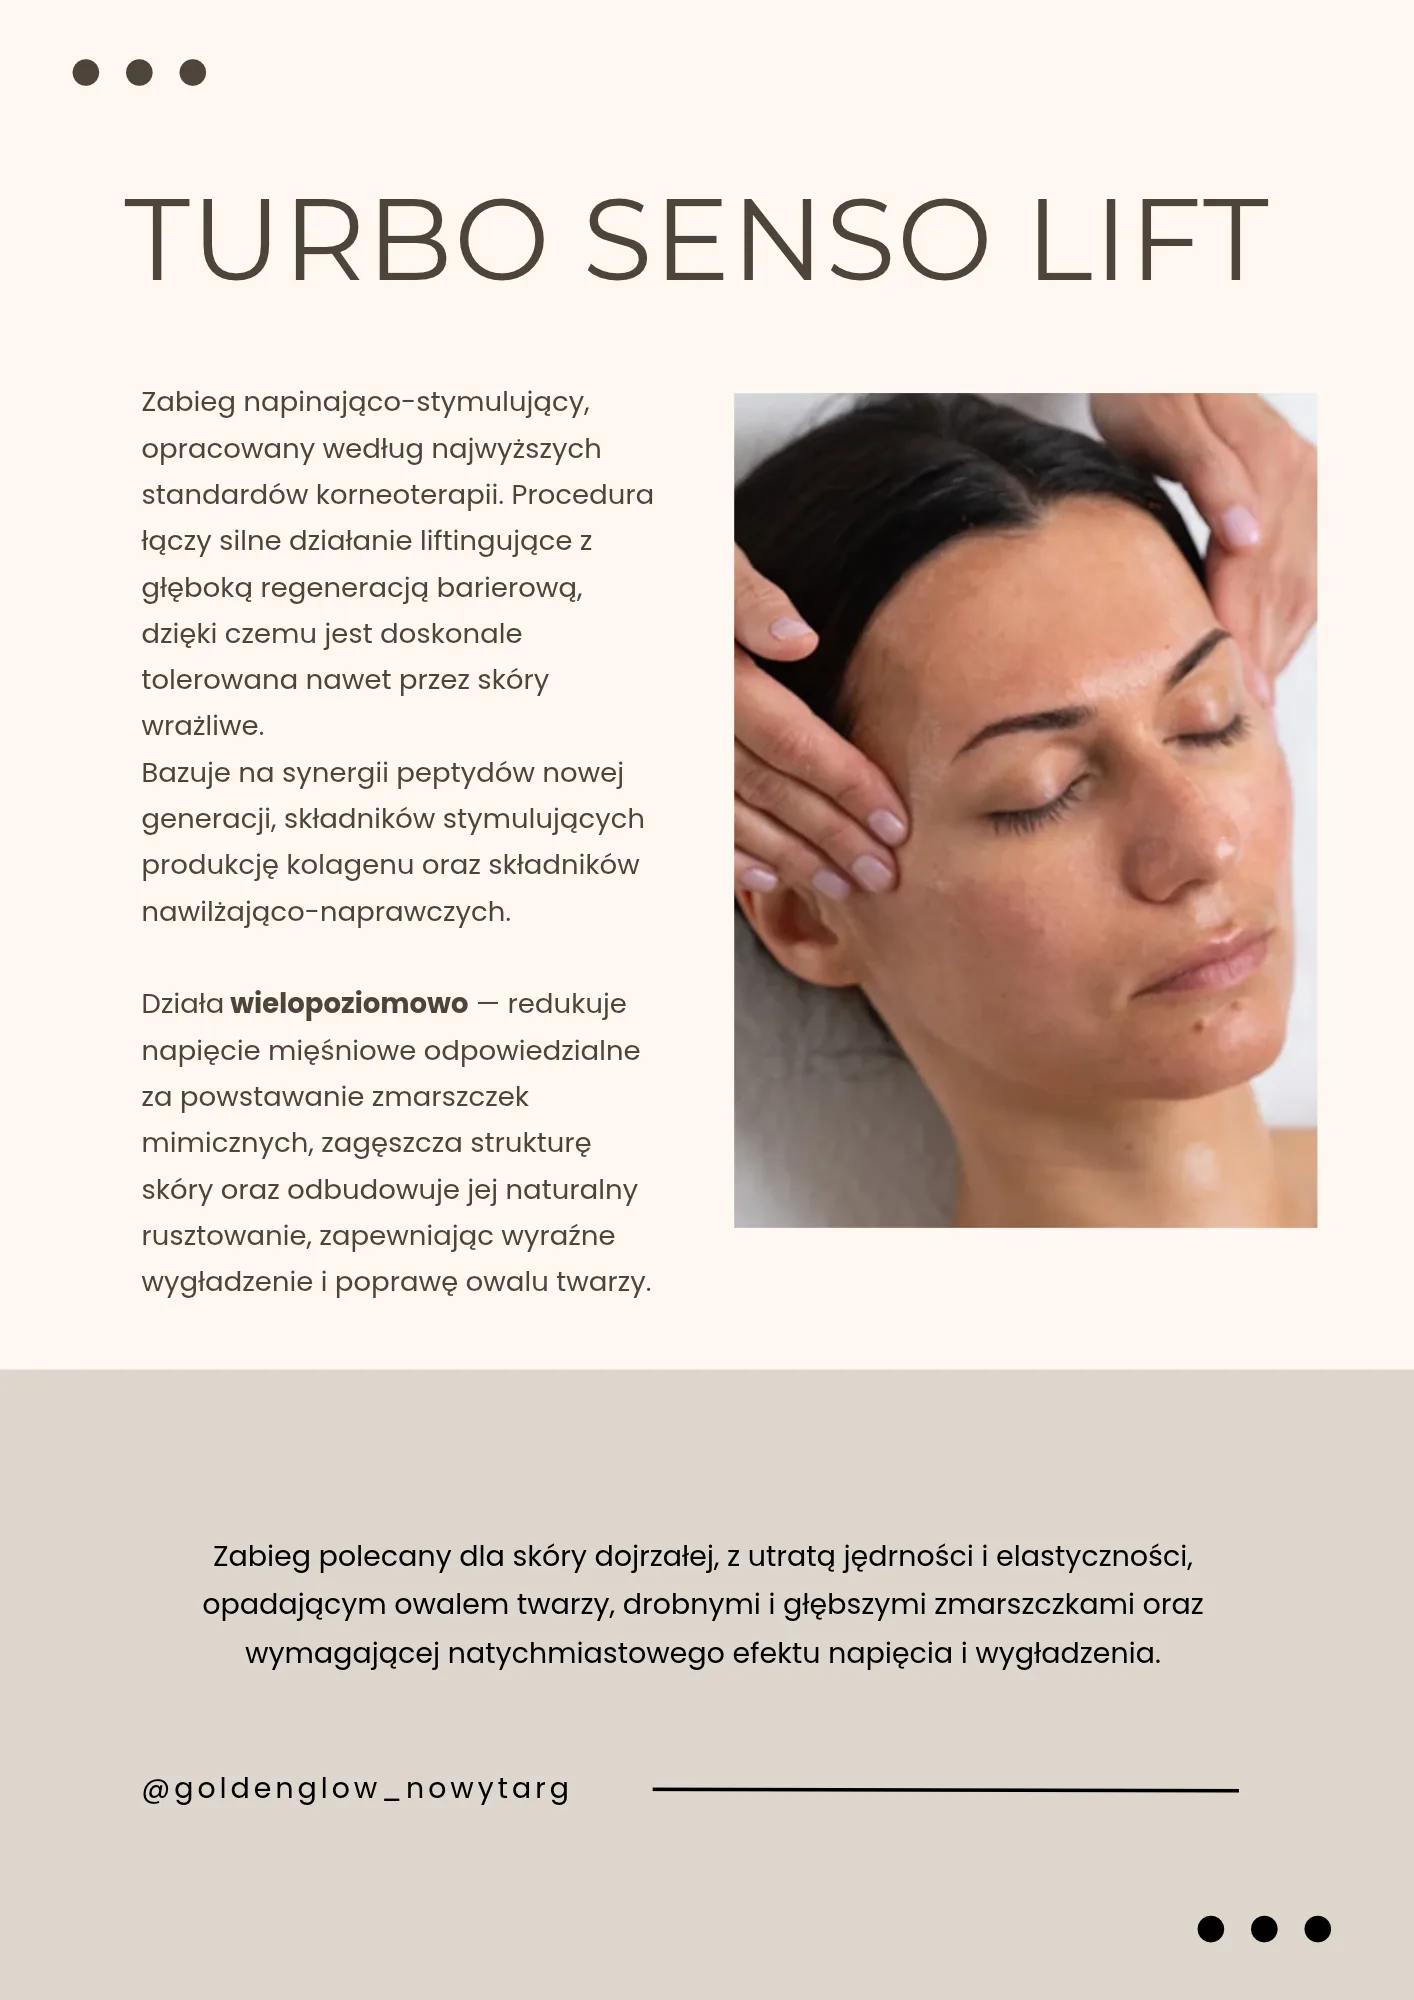 TURBO SENSO LIFT
Zabieg napinająco-stymulujący,
opracowany według najwyższych
standardów korneoterapii. Procedura
łączy silne działanie liftingujące z
głęboką regeneracją barierową,
dzięki czemu jest doskonale
tolerowana nawet przez skóry
wrażliwe.
Bazuje na synergii peptydów nowej
generacji, składników stymulujących
produkcję kolagenu oraz składników
nawilżająco-naprawczych.
Działa wielopoziomowo — redukuje
napięcie mięśniowe odpowiedzialne
za powstawanie zmarszczek
mimicznych, zagęszcza strukturę
skóry oraz odbudowuje jej naturalny
rusztowanie, zapewniając wyraźne
wygładzenie i poprawę owalu twarzy.
Zabieg polecany dla skóry dojrzałej, z utratą jędrności i elastyczności,
opadającym owalem twarzy, drobnymi i głębszymi zmarszczkami oraz
wymagającej natychmiastowego efektu napięcia i wygładzenia.
@goldenglow_nowytarg